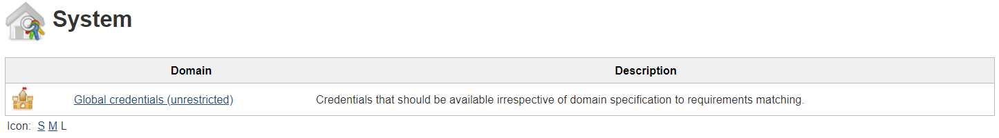 System
Domain Description
Global credentials (unrestricted) Credentials that should be available irrespective of domain specification to requirements matching.
Icon: S M L